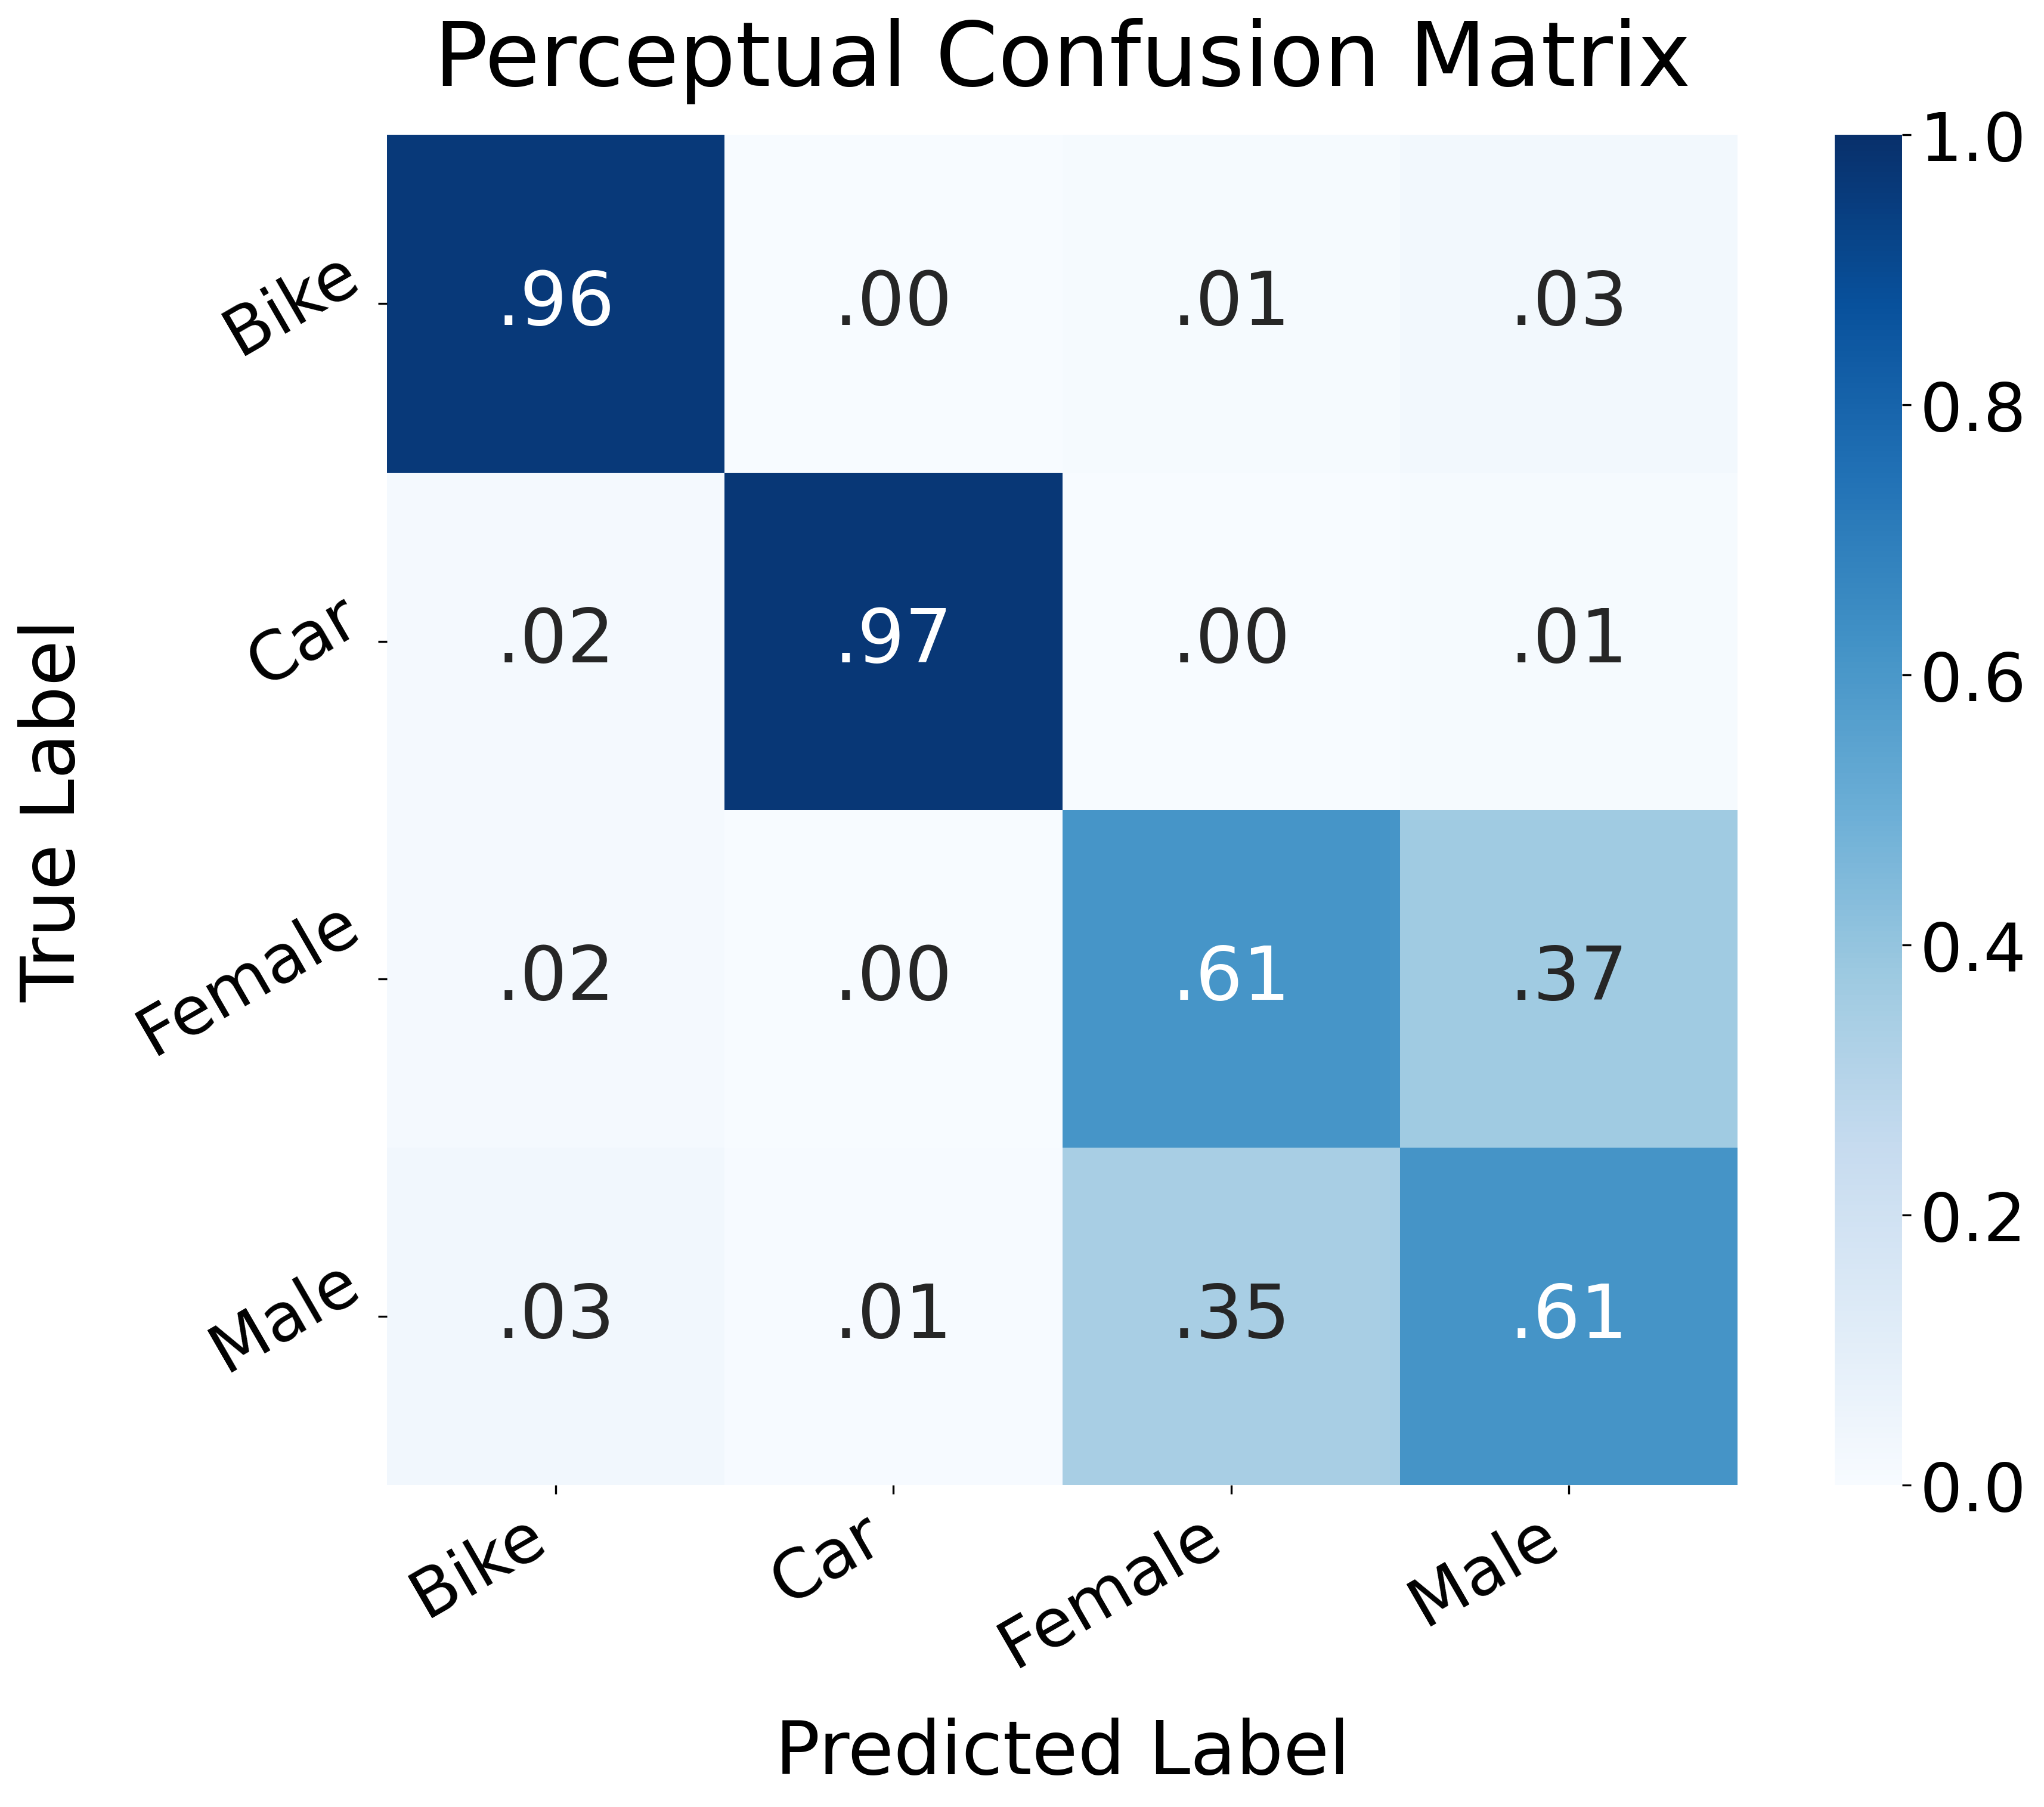 Perceptual Confusion Matrix
True Label
Bike
.96 .00 .01 .03
Car
.02 .97 .00 .01
Female
.02 .00 .61 .37
Male
.03 .01 .35 .61
Bike Car Female Male
Predicted Label
1.0
0.8
0.6
0.4
0.2
0.0